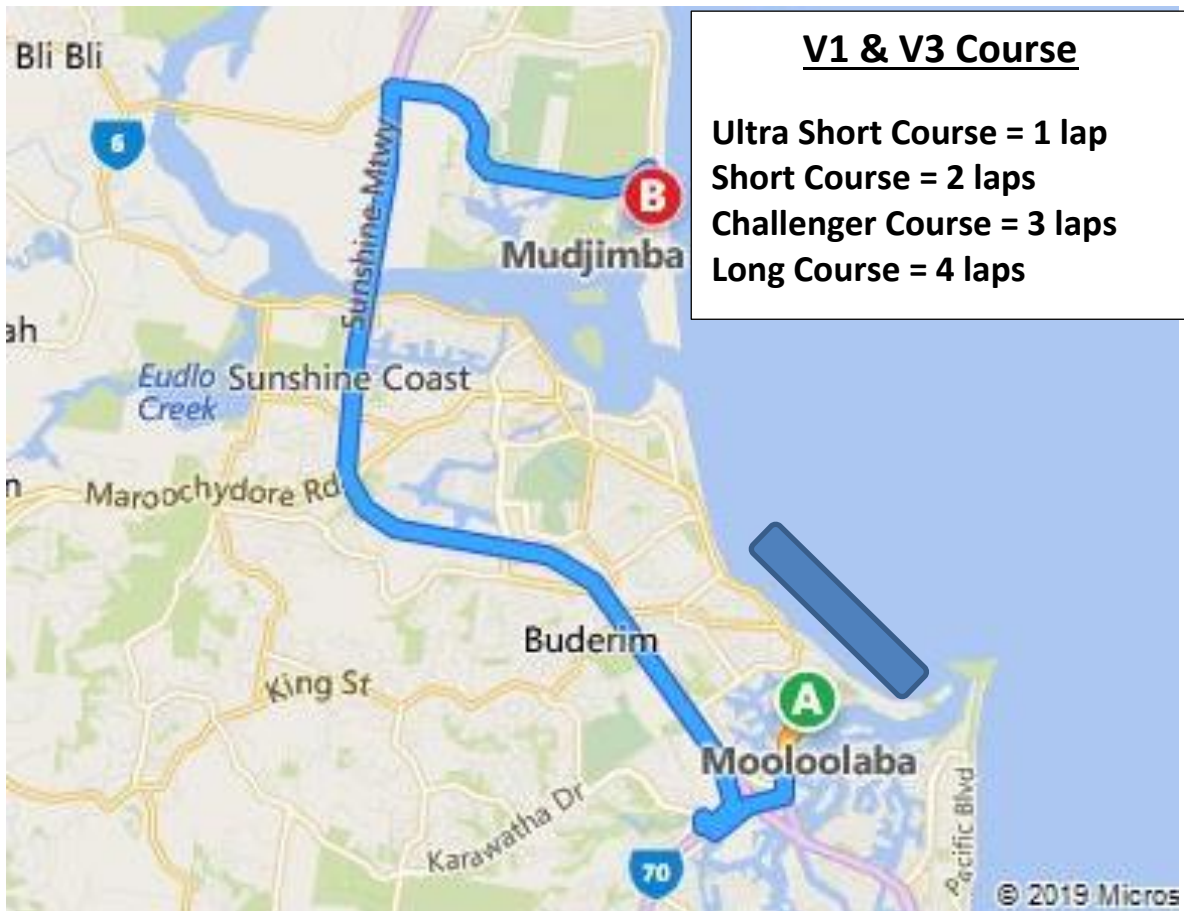 V1 & V3 Course
Ultra Short Course = 1 lap
Short Course = 2 laps
Challenger Course = 3 laps
Long Course = 4 laps
Bli Bli
6
Sunshine Mtwy
B
Mudjimba
ah
Eudlo
Creek
Sunshine Coast
n
Maroochydore Rd
Buderim
King St
A
Mooloolaba
Karawatha Dr
70
Pacific Blvd
© 2019 Micros